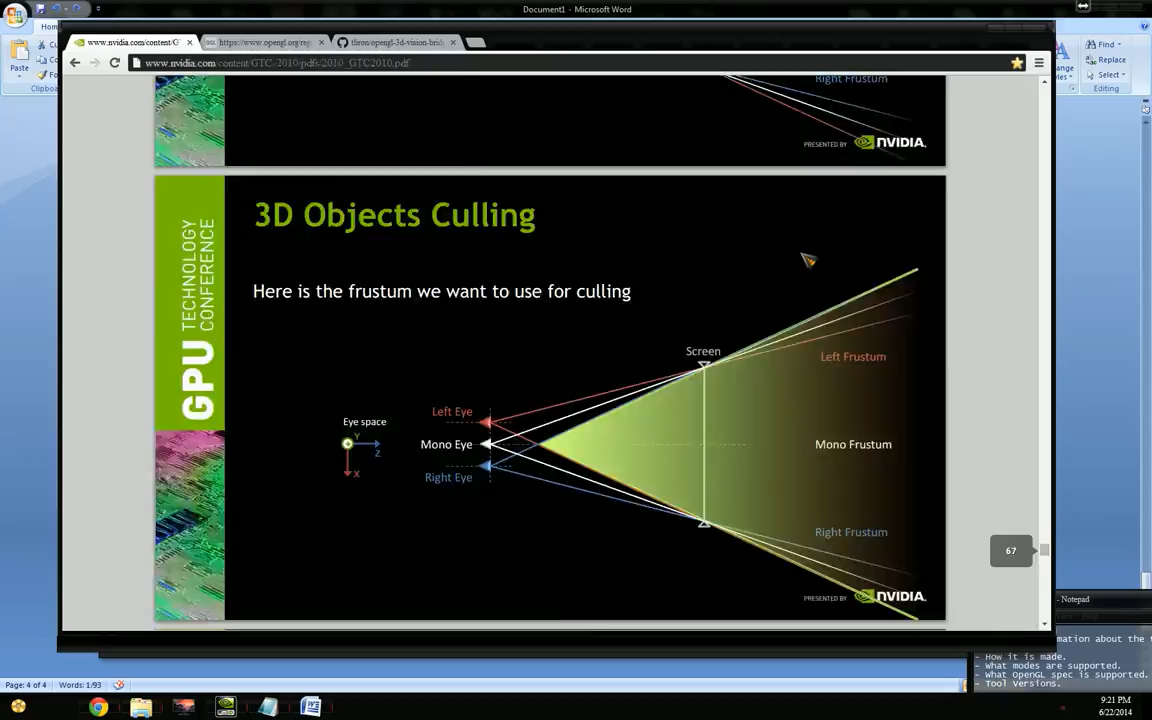 Document1 - Microsoft Word
www.nvidia.com/content/G
https://www.opengl.org/reg
tliron/opengl-3d-vision-brid
www.nvidia.com/content/GTC-2010/pdfs/2010_GTC2010.pdf
Paste
Clipboard
Find
Replace
Select
Editing
Right Frustum
PRESENTED BY NVIDIA.
GPU TECHNOLOGY CONFERENCE
3D Objects Culling
Here is the frustum we want to use for culling
Screen
Left Frustum
Left Eye
Eye space
Y
Z
X
Mono Eye
Mono Frustum
Right Eye
Right Frustum
67
PRESENTED BY NVIDIA.
- Notepad
mation about the
- How it is made.
- What modes are supported.
- What OpenGL spec is supported.
- Tool versions.
Page: 4 of 4 Words: 1/93
9:21 PM
6/22/2014